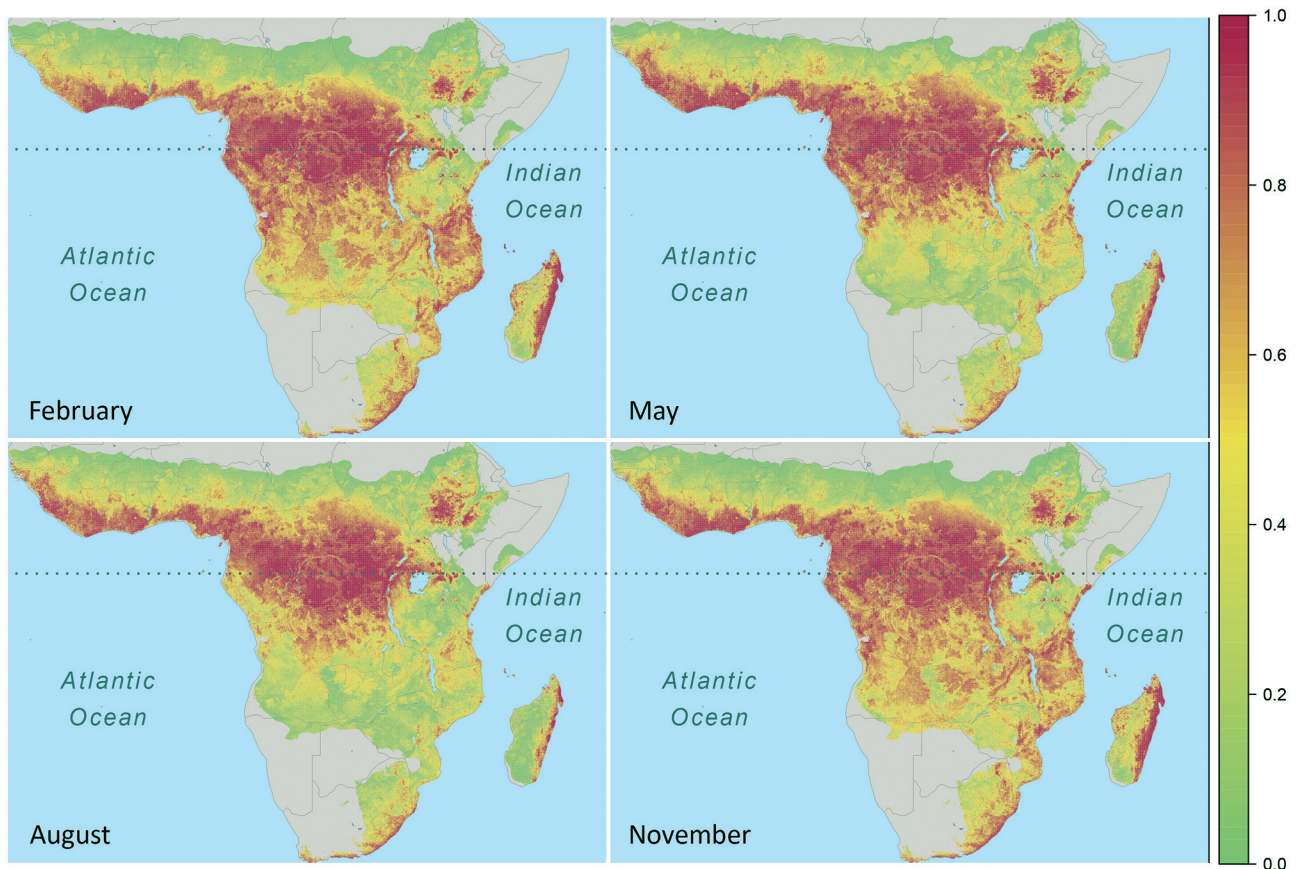 Indian
Ocean
Atlantic
Ocean
February
Indian
Ocean
Atlantic
Ocean
May
Indian
Ocean
Atlantic
Ocean
August
Indian
Ocean
Atlantic
Ocean
November
1.0
0.8
0.6
0.4
0.2
0.0